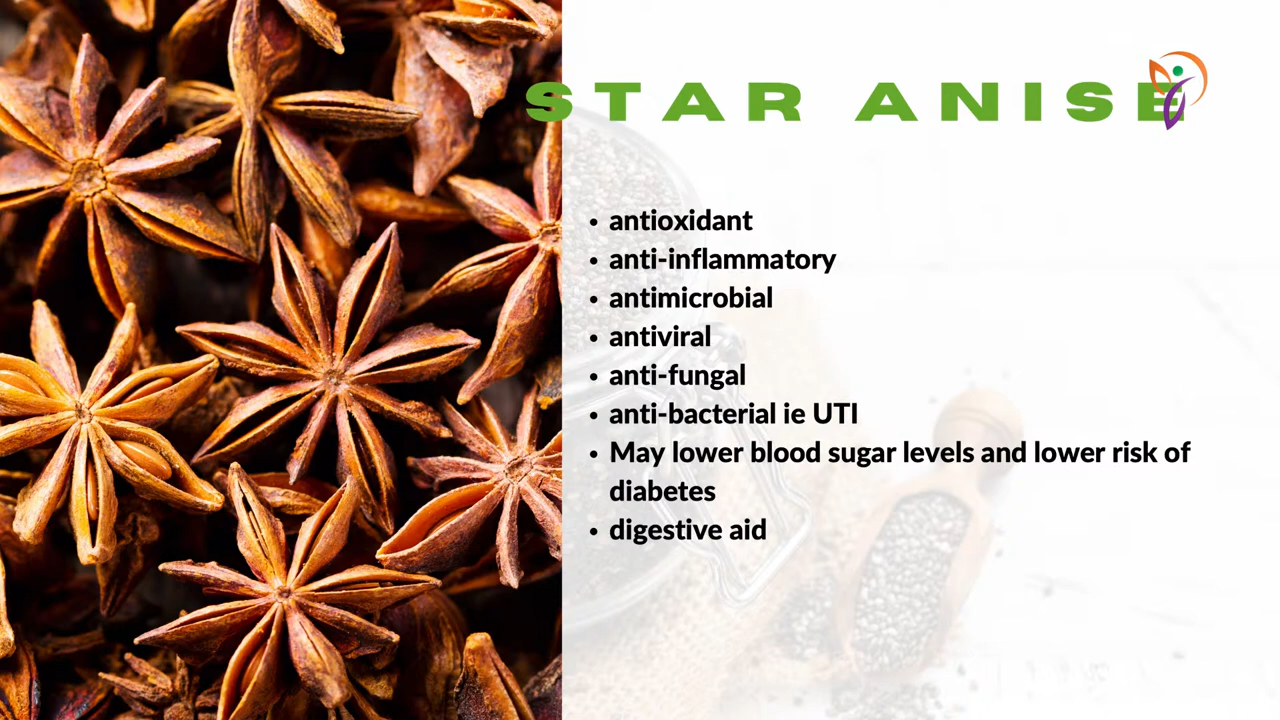 STAR ANISE
• antioxidant
• anti-inflammatory
• antimicrobial
• antiviral
• anti-fungal
• anti-bacterial ie UTI
• May lower blood sugar levels and lower risk of
diabetes
• digestive aid